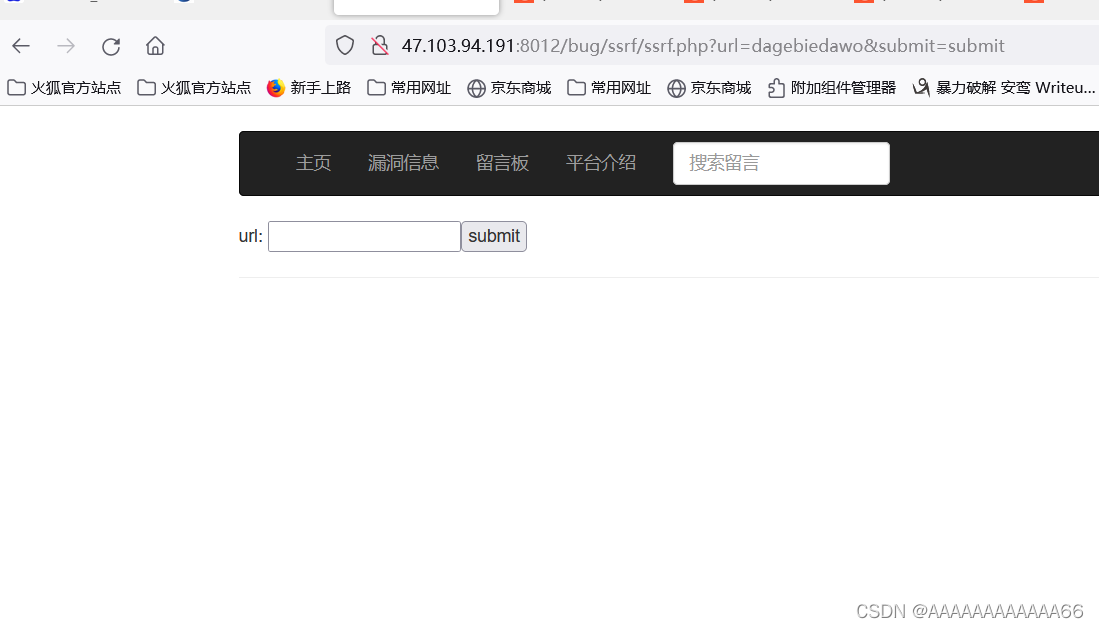 47.103.94.191:8012/bug/ssrf/ssrf.php?url=dagebiedawo&submit=submit
火狐官方站点 火狐官方站点 新手上路 常用网址 京东商城 常用网址 京东商城 附加组件管理器 暴力破解 安鸾 Writeu...
主页 漏洞信息 留言板 平台介绍 搜索留言
url: submit
CSDN @AAAAAAAAAAAA66